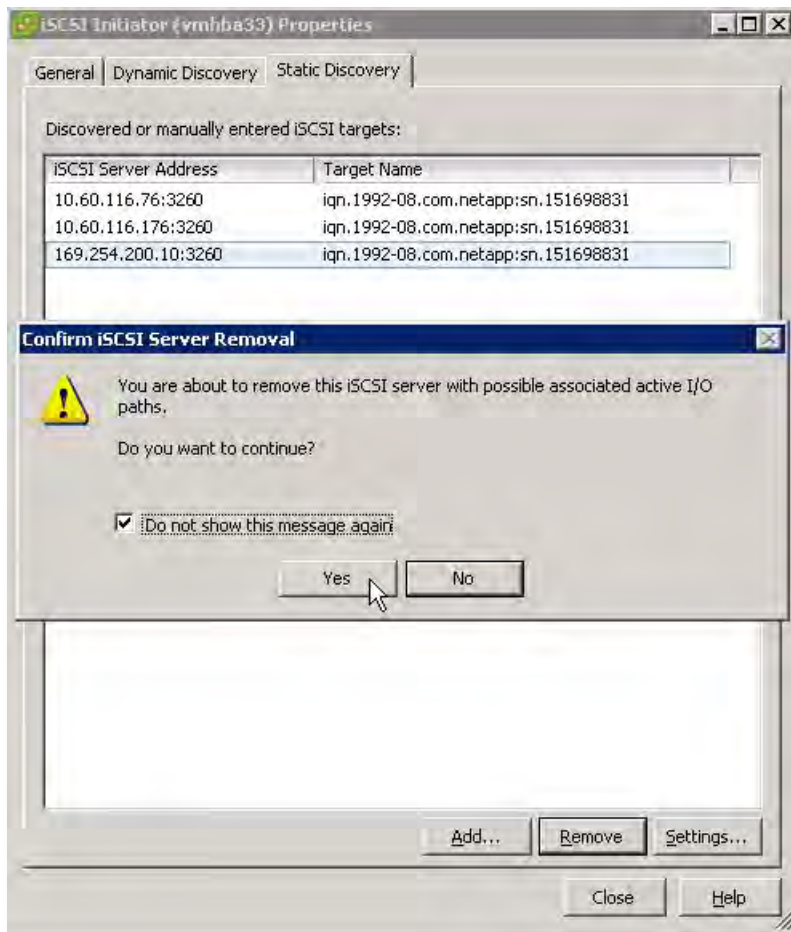 iSCSI Initiator (vmhba33) Properties
General Dynamic Discovery Static Discovery
Discovered or manually entered iSCSI targets:
iSCSI Server Address Target Name
10.60.116.76:3260 iqn.1992-08.com.netapp:sn.151698831
10.60.116.176:3260 iqn.1992-08.com.netapp:sn.151698831
169.254.200.10:3260 iqn.1992-08.com.netapp:sn.151698831
Confirm iSCSI Server Removal
You are about to remove this iSCSI server with possible associated active I/O
paths.
Do you want to continue?
Do not show this message again
Yes No
Add... Remove Settings...
Close Help